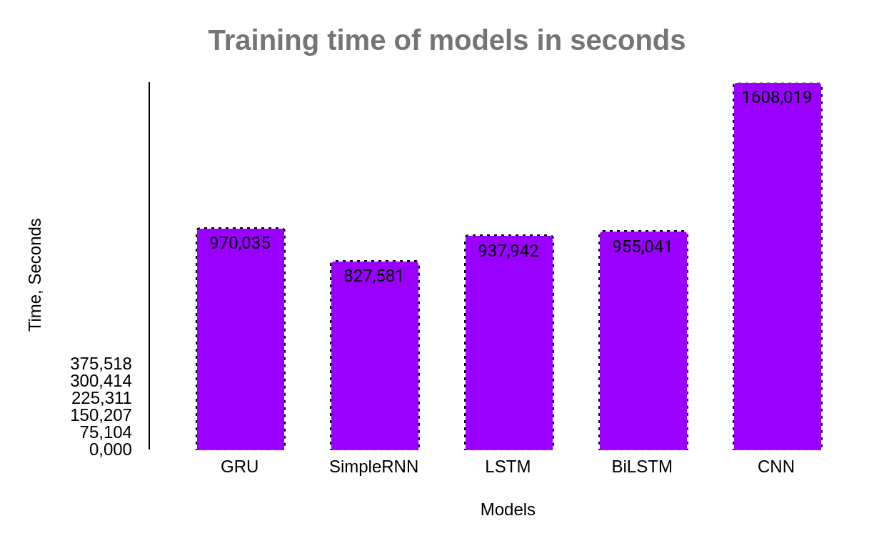 Training time of models in seconds
Time, Seconds
375,518
300,414
225,311
150,207
75,104
0,000
970,035
827,581
937,942
955,041
1608,019
GRU
SimpleRNN
LSTM
BiLSTM
CNN
Models